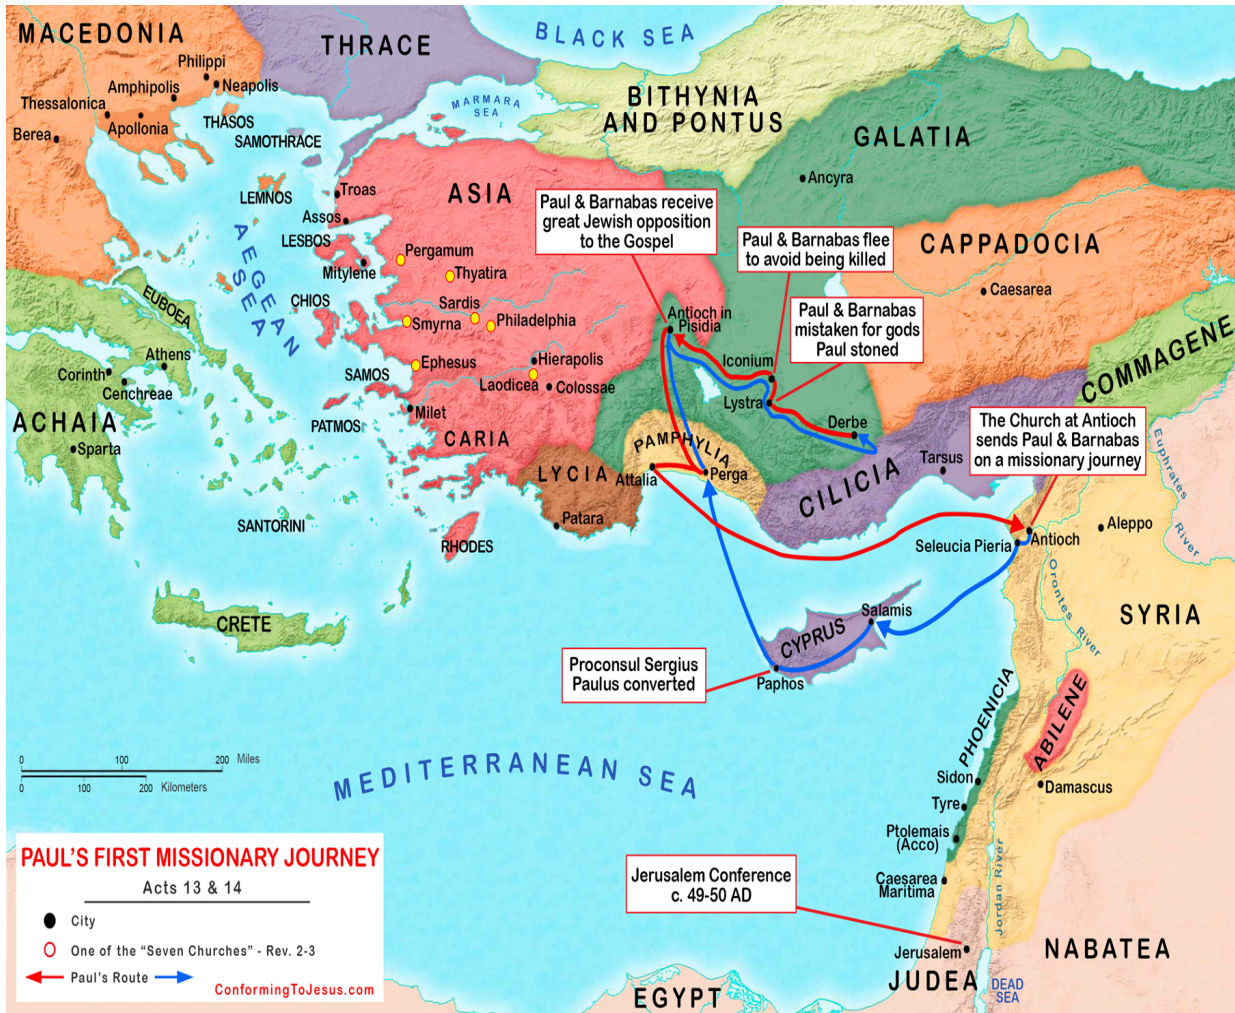 MACEDONIA
THRACE
BLACK SEA
Philippi
Amphipolis
Neapolis
Thessalonica
Apollonia
Berea
THASOS
SAMOTHRACE
MARMARA
SEA
BITHYNIA
AND PONTUS
GALATIA
Ancyra
LEMNOS
Troas
ASIA
Assos
LESBOS
Mitylene
Pergamum
Thyatira
AEGEAN
SEA
EUBOEA
CHIOS
Sardis
Smyrna
Philadelphia
Ephesus
Hierapolis
Laodicea
Colossae
SAMOS
Milet
PATMOS
CARIA
Athens
Corinth
Cenchreae
ACHAIA
Sparta
Paul & Barnabas receive
great Jewish opposition
to the Gospel
Paul & Barnabas flee
to avoid being killed
Paul & Barnabas
mistaken for gods
Paul stoned
CAPPADOCIA
Caesarea
COMMAGENE
Antioch in
Pisidia
Iconium
Lystra
Derbe
The Church at Antioch
sends Paul & Barnabas
on a missionary journey
Euphrates
River
PAMPHYLIA
LYCIA
Attalia
Perga
Patara
CILICIA
Tarsus
SANTORINI
RHODES
CRETE
Seleucia Pieria
Antioch
Aleppo
Orontes River
SYRIA
Salamis
CYPRUS
Paphos
Proconsul Sergius
Paulus converted
PHOENICIA
ABILENE
Sidon
Damascus
Tyre
Ptolemais
(Acco)
Caesarea
Maritima
Jordan River
MEDITERRANEAN SEA
0 100 200 Miles
0 100 200 Kilometers
Jerusalem Conference
c. 49-50 AD
Jerusalem
JUDEA
DEAD
SEA
NABATEA
EGYPT
PAUL'S FIRST MISSIONARY JOURNEY
Acts 13 & 14
City
One of the "Seven Churches" - Rev. 2-3
Paul's Route
ConformingToJesus.com